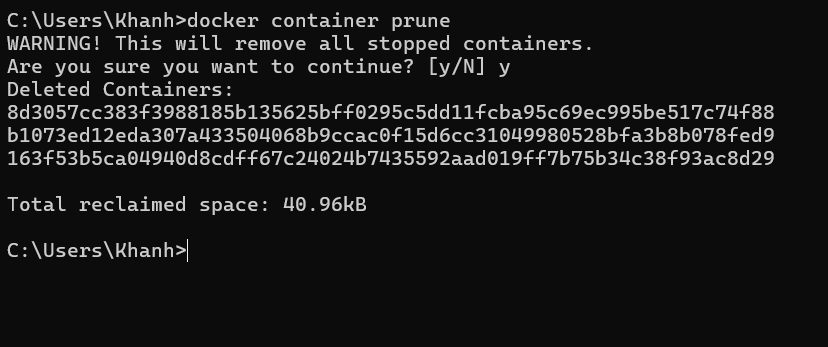 C:\Users\Khanh>docker container prune
WARNING! This will remove all stopped containers.
Are you sure you want to continue? [y/N] y
Deleted Containers:
8d3057cc383f3988185b135625bff0295c5dd11fcba95c69ec995be517c74f88
b1073ed12eda307a433504068b9ccac0f15d6cc31049980528bfa3b8b078fed9
163f53b5ca04940d8cdff67c24024b7435592aad019ff7b75b34c38f93ac8d29
Total reclaimed space: 40.96kB
C:\Users\Khanh>